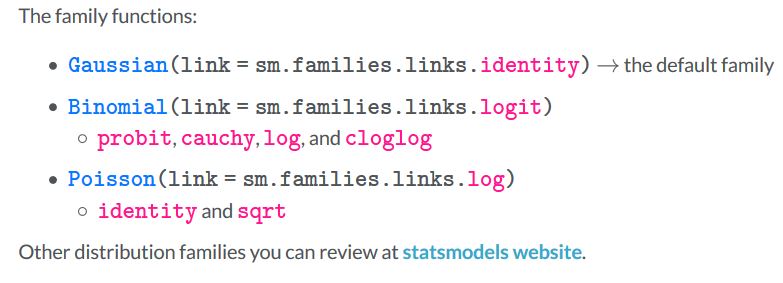 The family functions:
• Gaussian(link = sm.families.links.identity) → the default family
• Binomial(link = sm.families.links.logit)
○ probit, cauchy, log, and cloglog
• Poisson(link = sm.families.links.log)
○ identity and sqrt
Other distribution families you can review at statsmodels website.